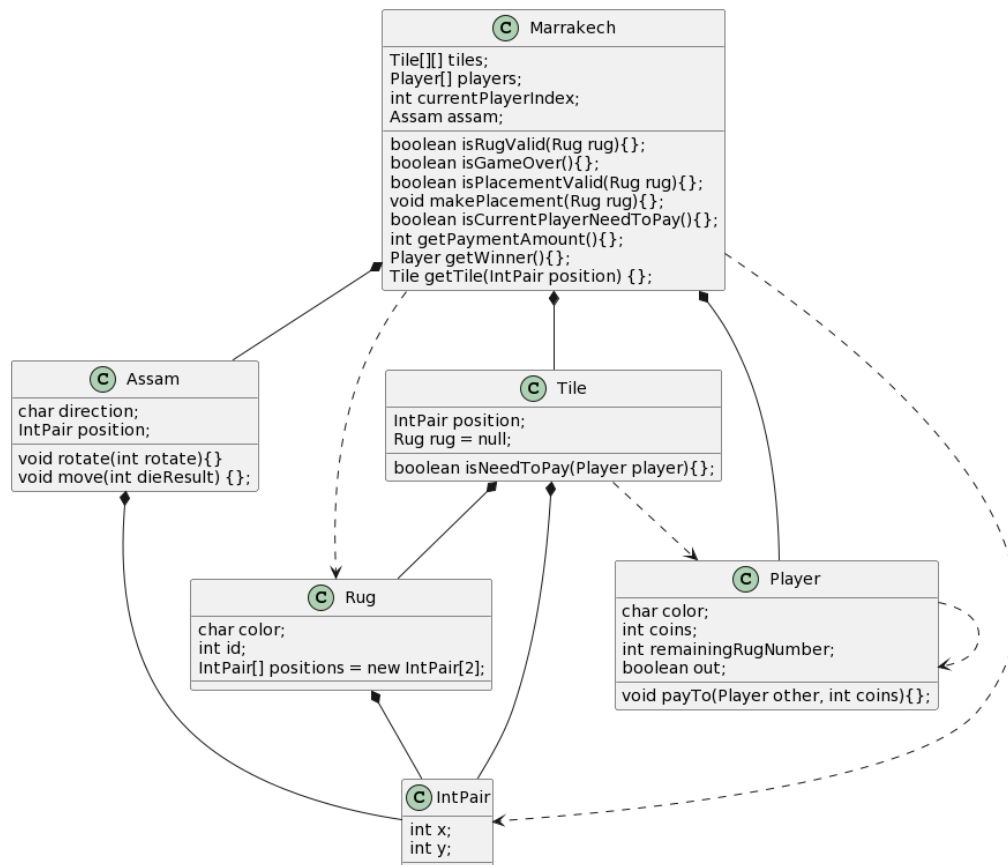 C Marrakech
Tile[][] tiles;
Player[] players;
int currentPlayerIndex;
Assam assam;
boolean isRugValid(Rug rug){};
boolean isGameOver(){};
boolean isPlacementValid(Rug rug){};
void makePlacement(Rug rug){};
boolean isCurrentPlayerNeedToPay(){};
int getPaymentAmount(){};
Player getWinner(){};
Tile getTile(IntPair position) {};
C Assam
char direction;
IntPair position;
void rotate(int rotate){}
void move(int dieResult) {};
C Tile
IntPair position;
Rug rug = null;
boolean isNeedToPay(Player player){};
C Rug
char color;
int id;
IntPair[] positions = new IntPair[2];
C Player
char color;
int coins;
int remainingRugNumber;
boolean out;
void payTo(Player other, int coins){};
C IntPair
int x;
int y;